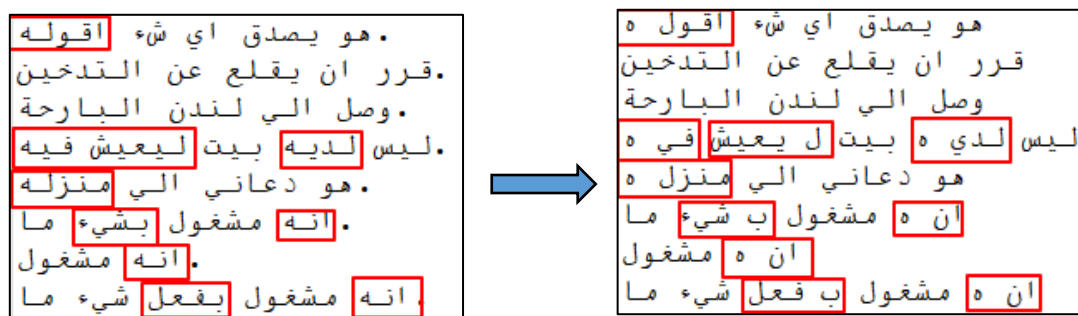 هو يصدق اي شء اقوله.
قرر ان يقلع عن التدخين.
وصل الي لندن البارحة.
ليس لديه بيت ليعيش فيه.
هو دعاني الي منزله.
انه مشغول بشيء ما.
انه مشغول.
انه مشغول بفعل شيء ما.
هو يصدق اي شء اقول ه
قرر ان يقلع عن التدخين
وصل الي لندن البارحة
ليس لدي ه بيت ل يعيش في ه
هو دعاني الي منزل ه
ان ه مشغول ب شيء ما
ان ه مشغول
ان ه مشغول ب فعل شيء ما